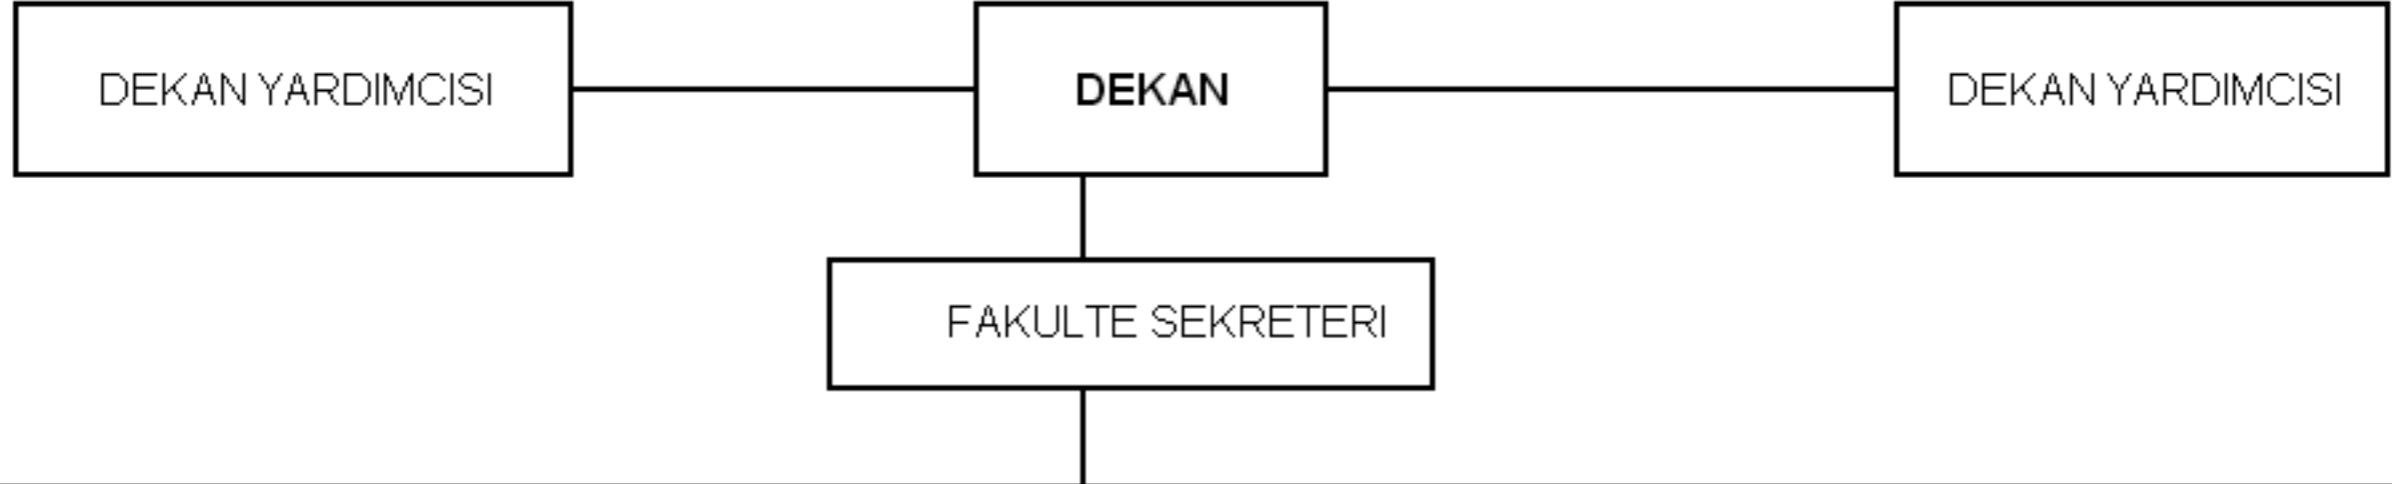 DEKAN YARDIMCISI
DEKAN
DEKAN YARDIMCISI
FAKULTE SEKRETERI